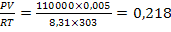 PV/RT = 110000×0,005/8,31×303 = 0,218